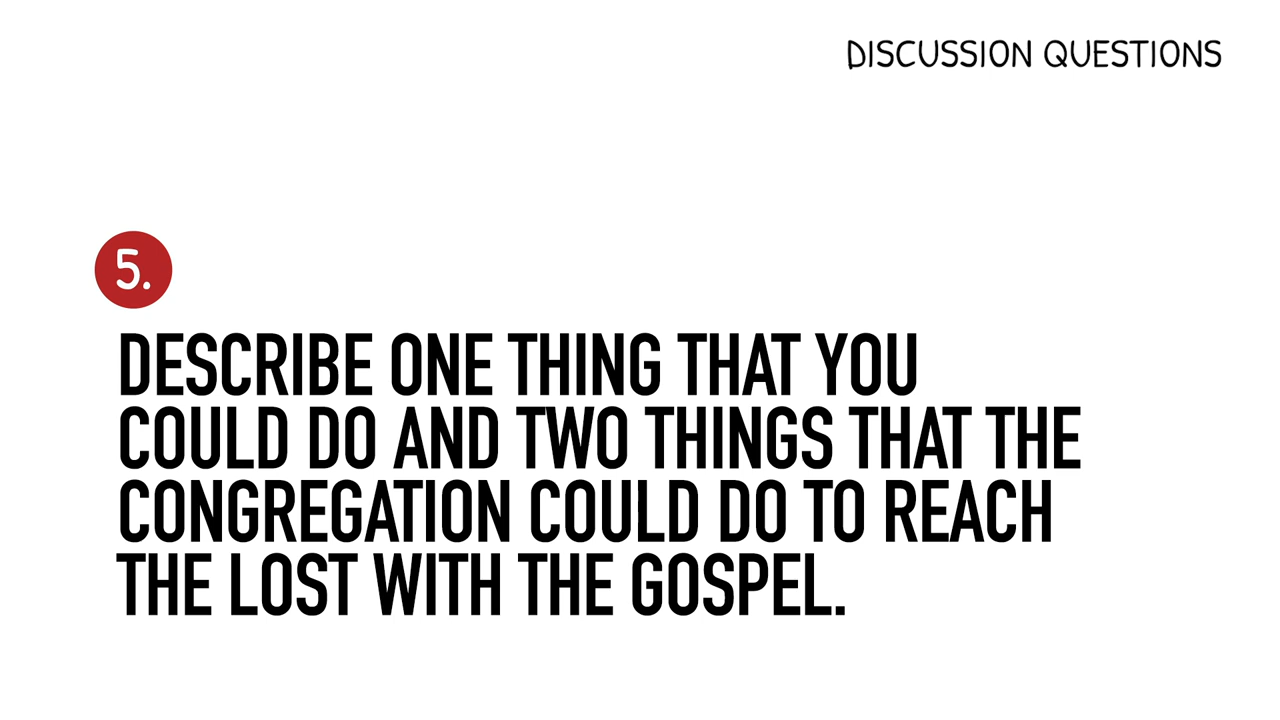 DISCUSSION QUESTIONS
5.
DESCRIBE ONE THING THAT YOU
COULD DO AND TWO THINGS THAT THE
CONGREGATION COULD DO TO REACH
THE LOST WITH THE GOSPEL.